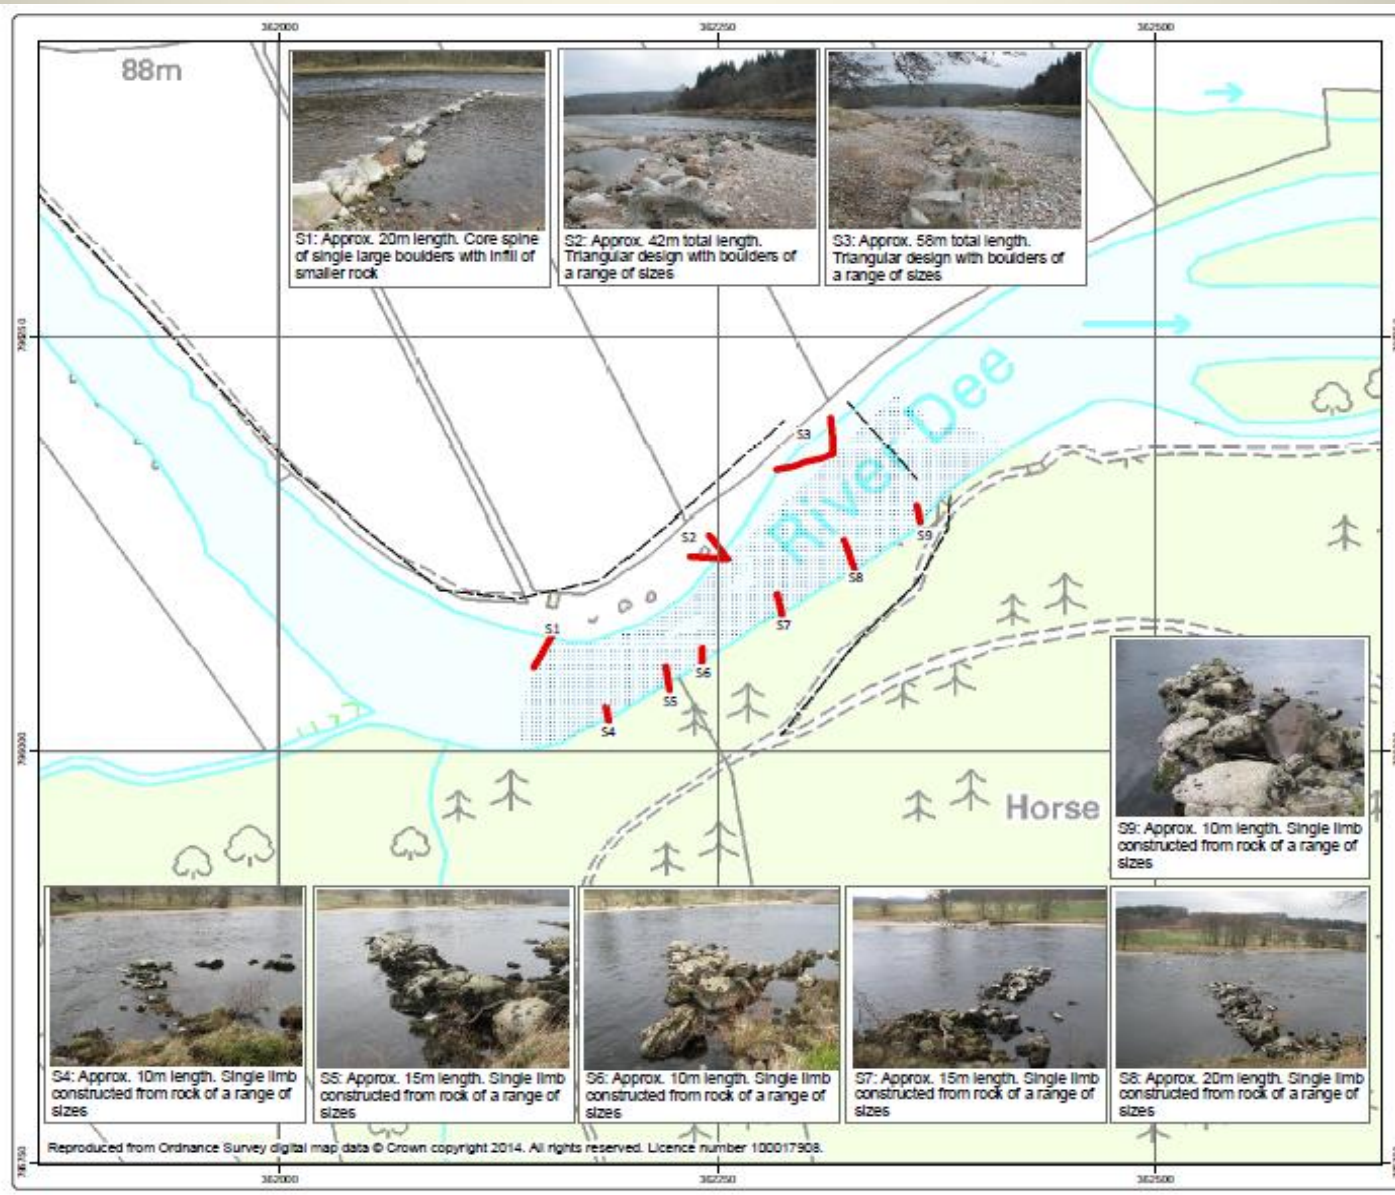 362000
362250
362500
88m
S1: Approx. 20m length. Core spine
of single large boulders with infill of
smaller rock
S2: Approx. 42m total length.
Triangular design with boulders of
a range of sizes
S3: Approx. 58m total length.
Triangular design with boulders of
a range of sizes
River Dee
S3
S2
S9
S8
S1
S7
S6
S5
S4
Horse
S9: Approx. 10m length. Single limb
constructed from rock of a range of
sizes
S4: Approx. 10m length. Single limb
constructed from rock of a range of
sizes
S5: Approx. 15m length. Single limb
constructed from rock of a range of
sizes
S6: Approx. 10m length. Single limb
constructed from rock of a range of
sizes
S7: Approx. 15m length. Single limb
constructed from rock of a range of
sizes
S8: Approx. 20m length. Single limb
constructed from rock of a range of
sizes
Reproduced from Ordnance Survey digital map data © Crown copyright 2014. All rights reserved. Licence number 100017908.
362000
362250
362500